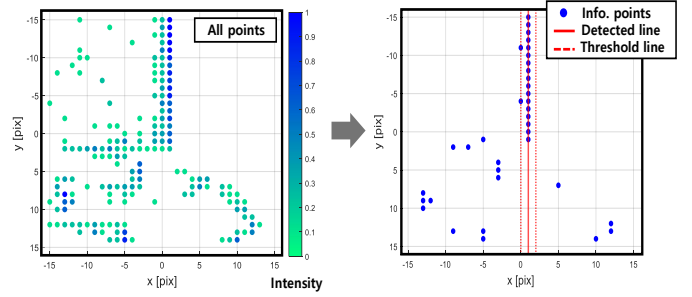 All points
-15
-10
-5
0
5
10
15
y [pix]
-15 -10 -5 0 5 10 15
x [pix]
1
0.9
0.8
0.7
0.6
0.5
0.4
0.3
0.2
0.1
0
Intensity
Info. points
Detected line
Threshold line
-15
-10
-5
0
5
10
15
y [pix]
-15 -10 -5 0 5 10 15
x [pix]